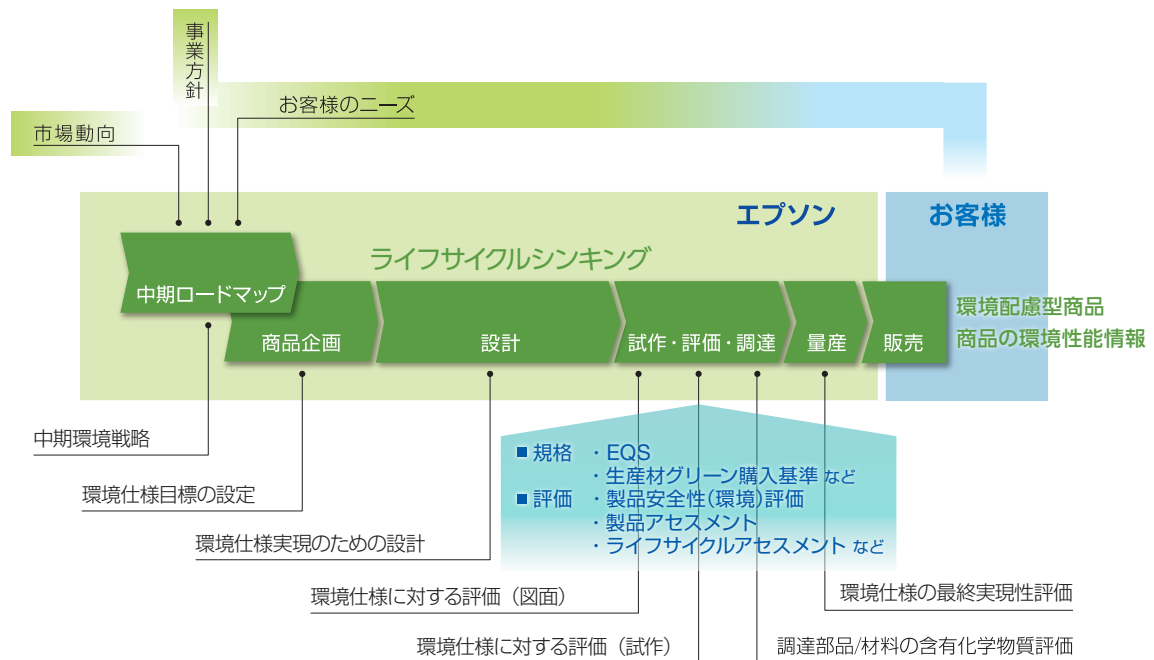 事業方針
お客様のニーズ
市場動向
エプソン
お客様
ライフサイクルシンキング
中期ロードマップ
商品企画
設計
試作・評価・調達
量産
販売
環境配慮型商品
商品の環境性能情報
中期環境戦略
環境仕様目標の設定
環境仕様実現のための設計
環境仕様に対する評価（図面）
環境仕様に対する評価（試作）
■ 規格 ・EQS
・生産材グリーン購入基準 など
■ 評価 ・製品安全性(環境)評価
・製品アセスメント
・ライフサイクルアセスメント など
環境仕様の最終実現性評価
調達部品/材料の含有化学物質評価